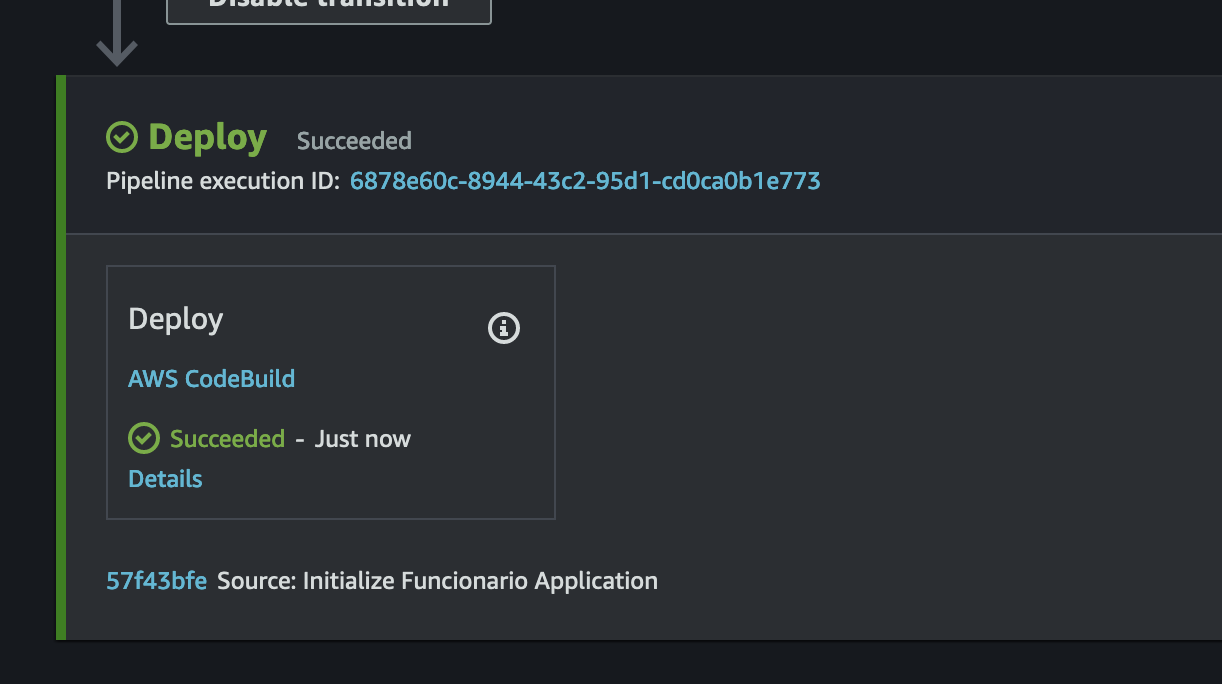 Disable transition
Deploy Succeeded
Pipeline execution ID: 6878e60c-8944-43c2-95d1-cd0ca0b1e773
Deploy
AWS CodeBuild
Succeeded - Just now
Details
57f43bfe Source: Initialize Funcionario Application